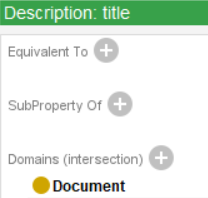 Description: title
Equivalent To
SubProperty Of
Domains (intersection)
Document